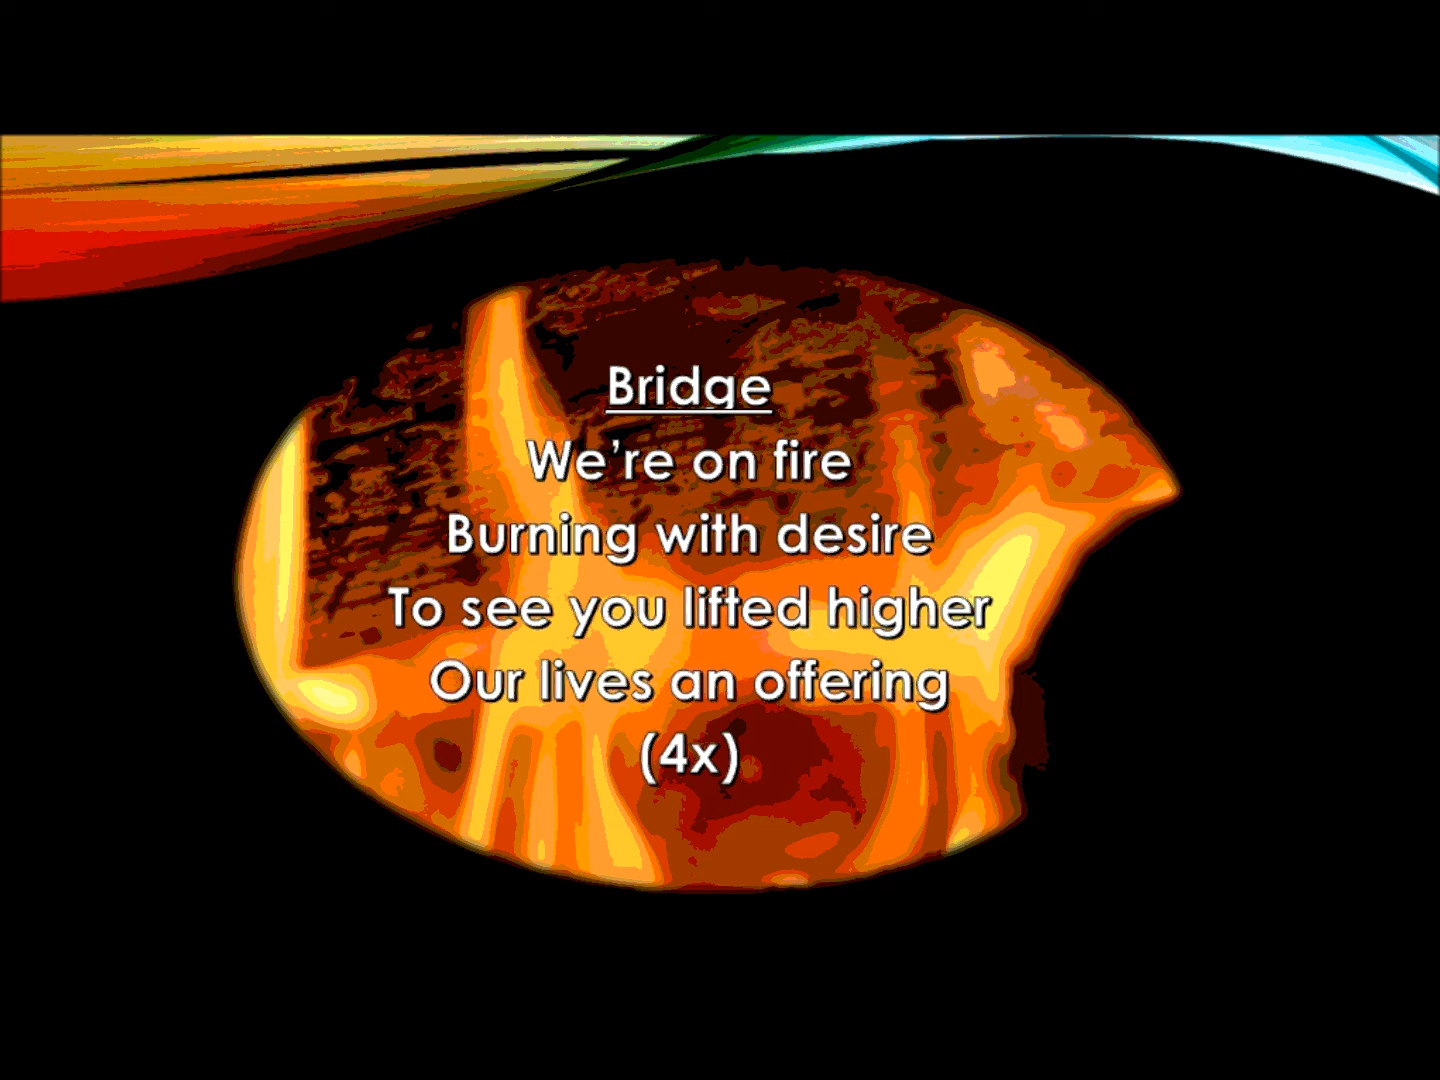 Bridge
We're on fire
Burning with desire
To see you lifted higher
Our lives an offering
(4x)